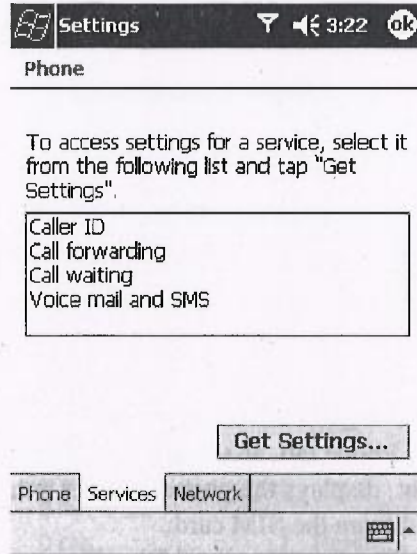 Settings 3:22 ok
Phone
To access settings for a service, select it
from the following list and tap "Get
Settings".
Caller ID
Call forwarding
Call waiting
Voice mail and SMS
Get Settings...
Phone Services Network